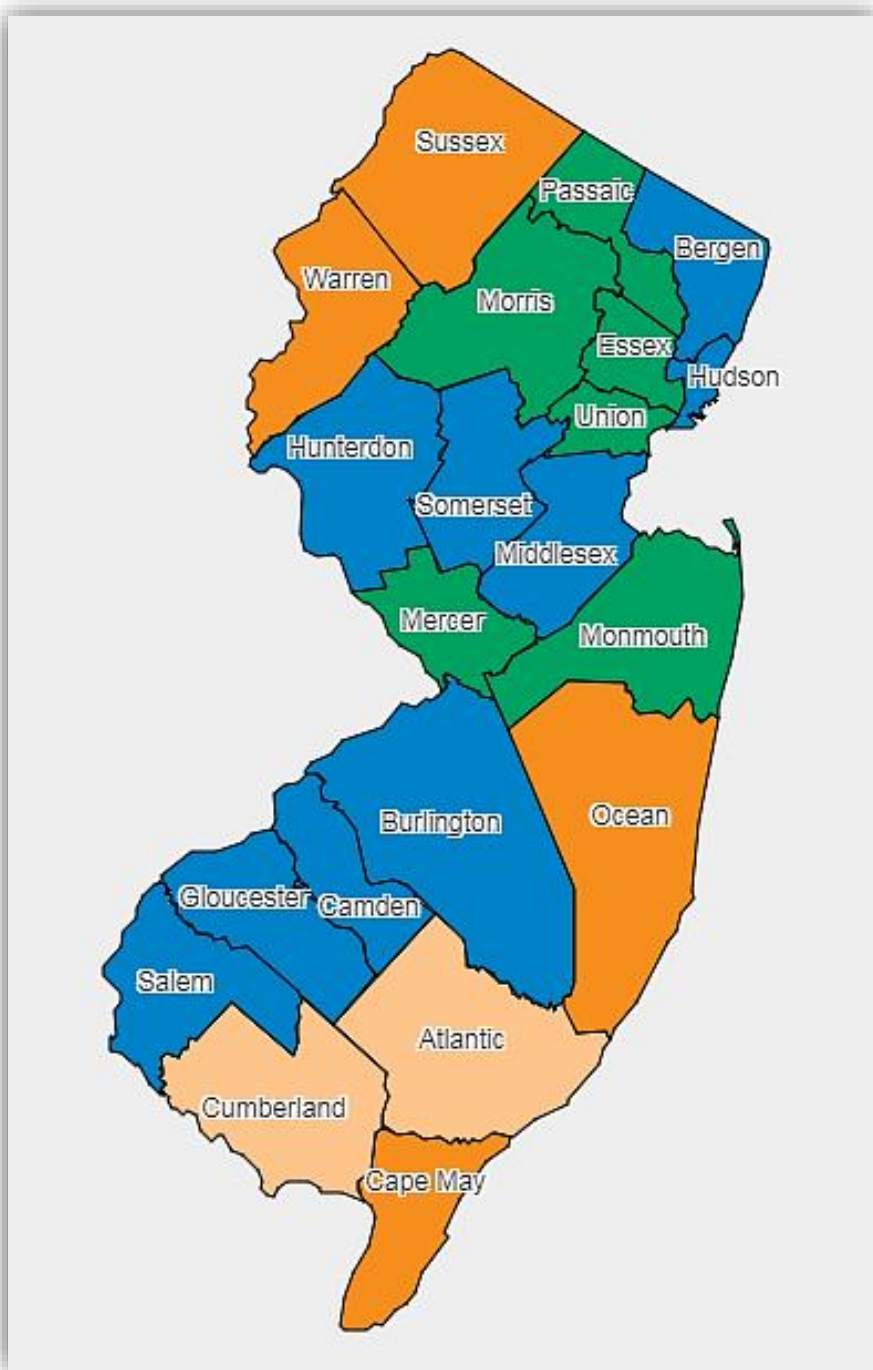 Sussex
Passaic
Bergen
Warren
Morris
Essex
Hudson
Union
Hunterdon
Somerset
Middlesex
Mercer
Monmouth
Ocean
Burlington
Gloucester
Camden
Salem
Atlantic
Cumberland
Cape May